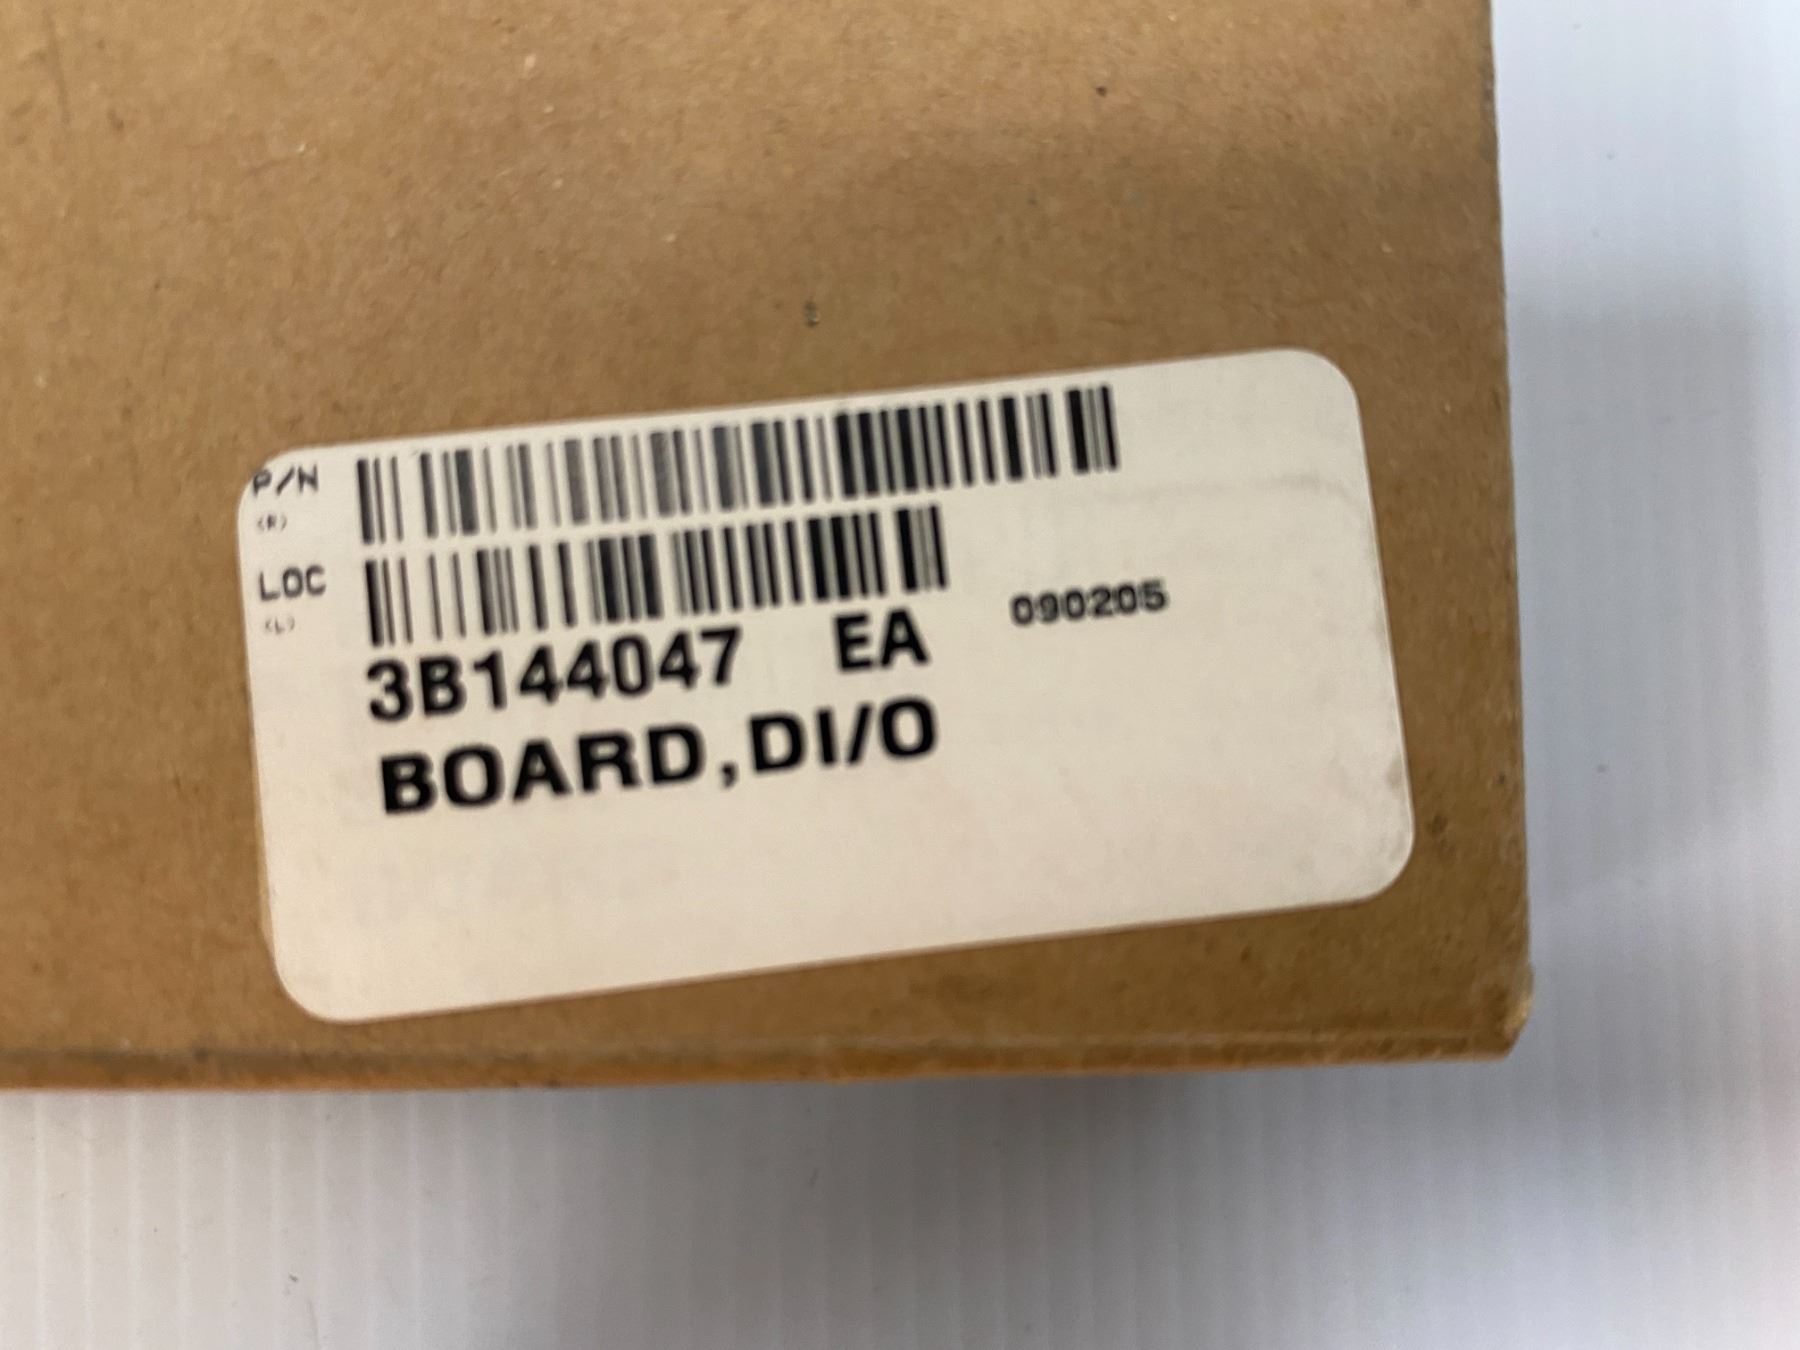 P/N
(R)
LOC
(L)
3B144047 EA 090205
BOARD,DI/O